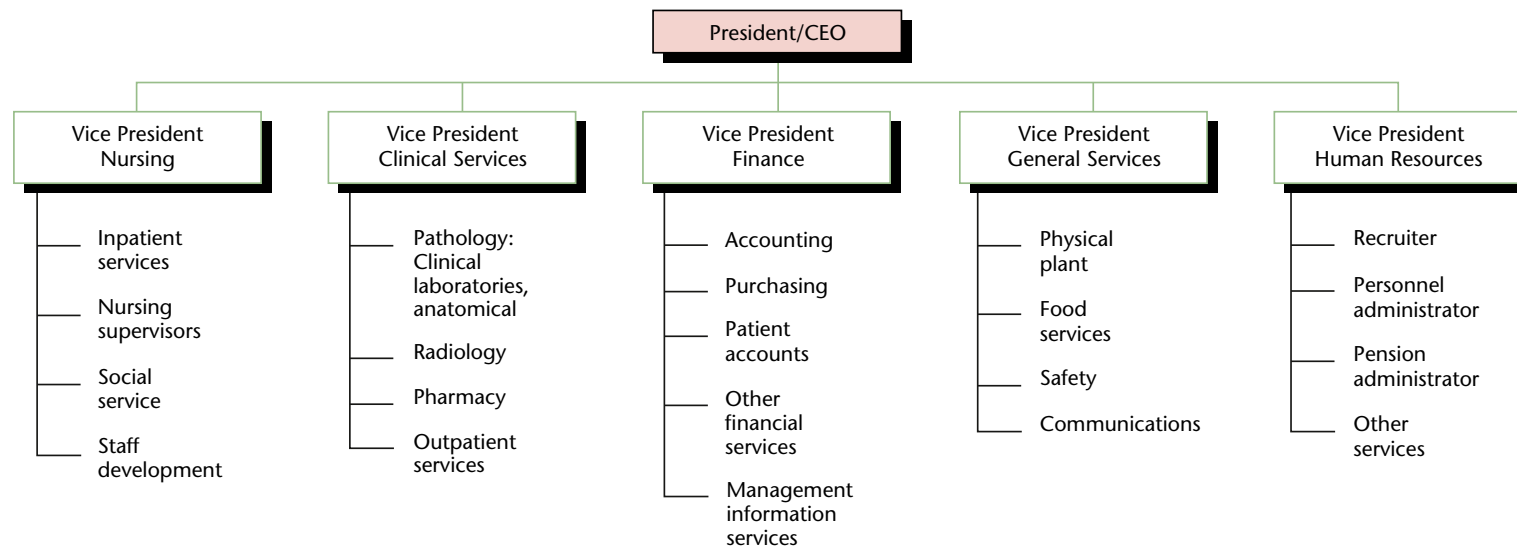 President/CEO
Vice President
Nursing
Inpatient
services
Nursing
supervisors
Social
service
Staff
development
Vice President
Clinical Services
Pathology:
Clinical
laboratories,
anatomical
Radiology
Pharmacy
Outpatient
services
Vice President
Finance
Accounting
Purchasing
Patient
accounts
Other
financial
services
Management
information
services
Vice President
General Services
Physical
plant
Food
services
Safety
Communications
Vice President
Human Resources
Recruiter
Personnel
administrator
Pension
administrator
Other
services